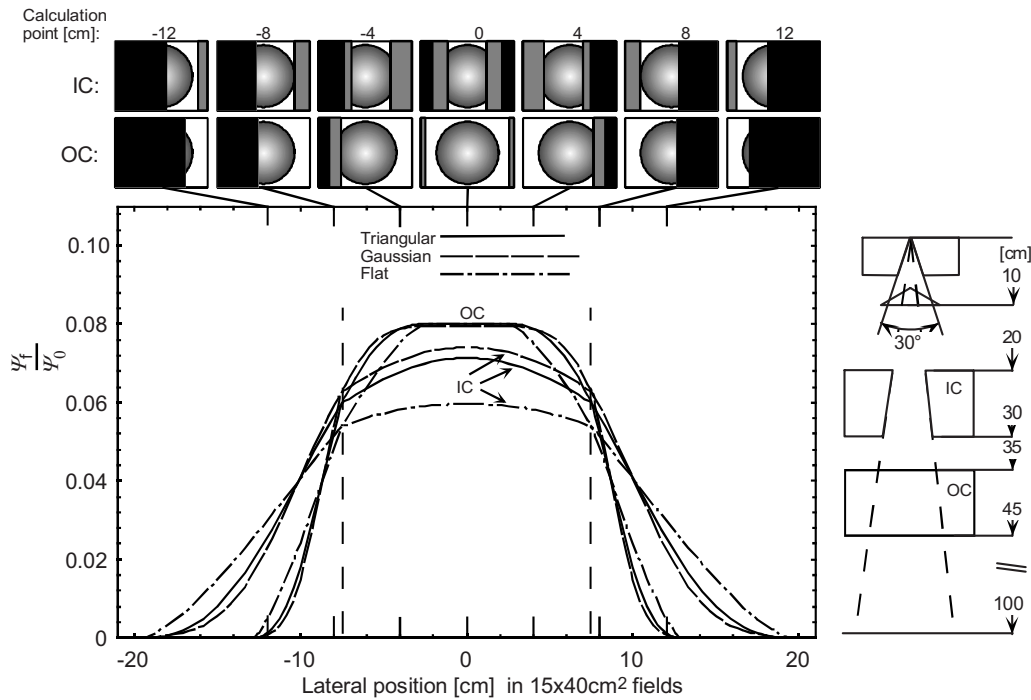 Calculation
point [cm]: -12 -8 -4 0 4 8 12
IC:
OC:
0.10
0.08
0.06
0.04
0.02
0
Ψf
Ψ0
Triangular
Gaussian
Flat
OC
IC
-20 -10 0 10 20
Lateral position [cm] in 15x40cm² fields
[cm]
10
30°
20
IC
30
35
OC
45
100